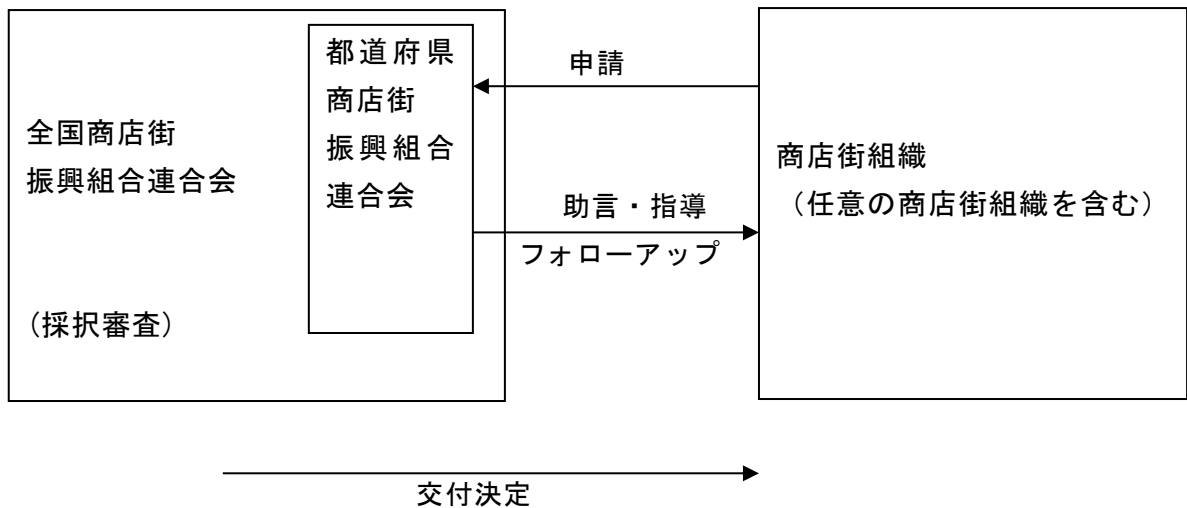 全国商店街
振興組合連合会
（採択審査）
都道府県
商店街
振興組合
連合会
申請
助言・指導
フォローアップ
商店街組織
（任意の商店街組織を含む）
交付決定